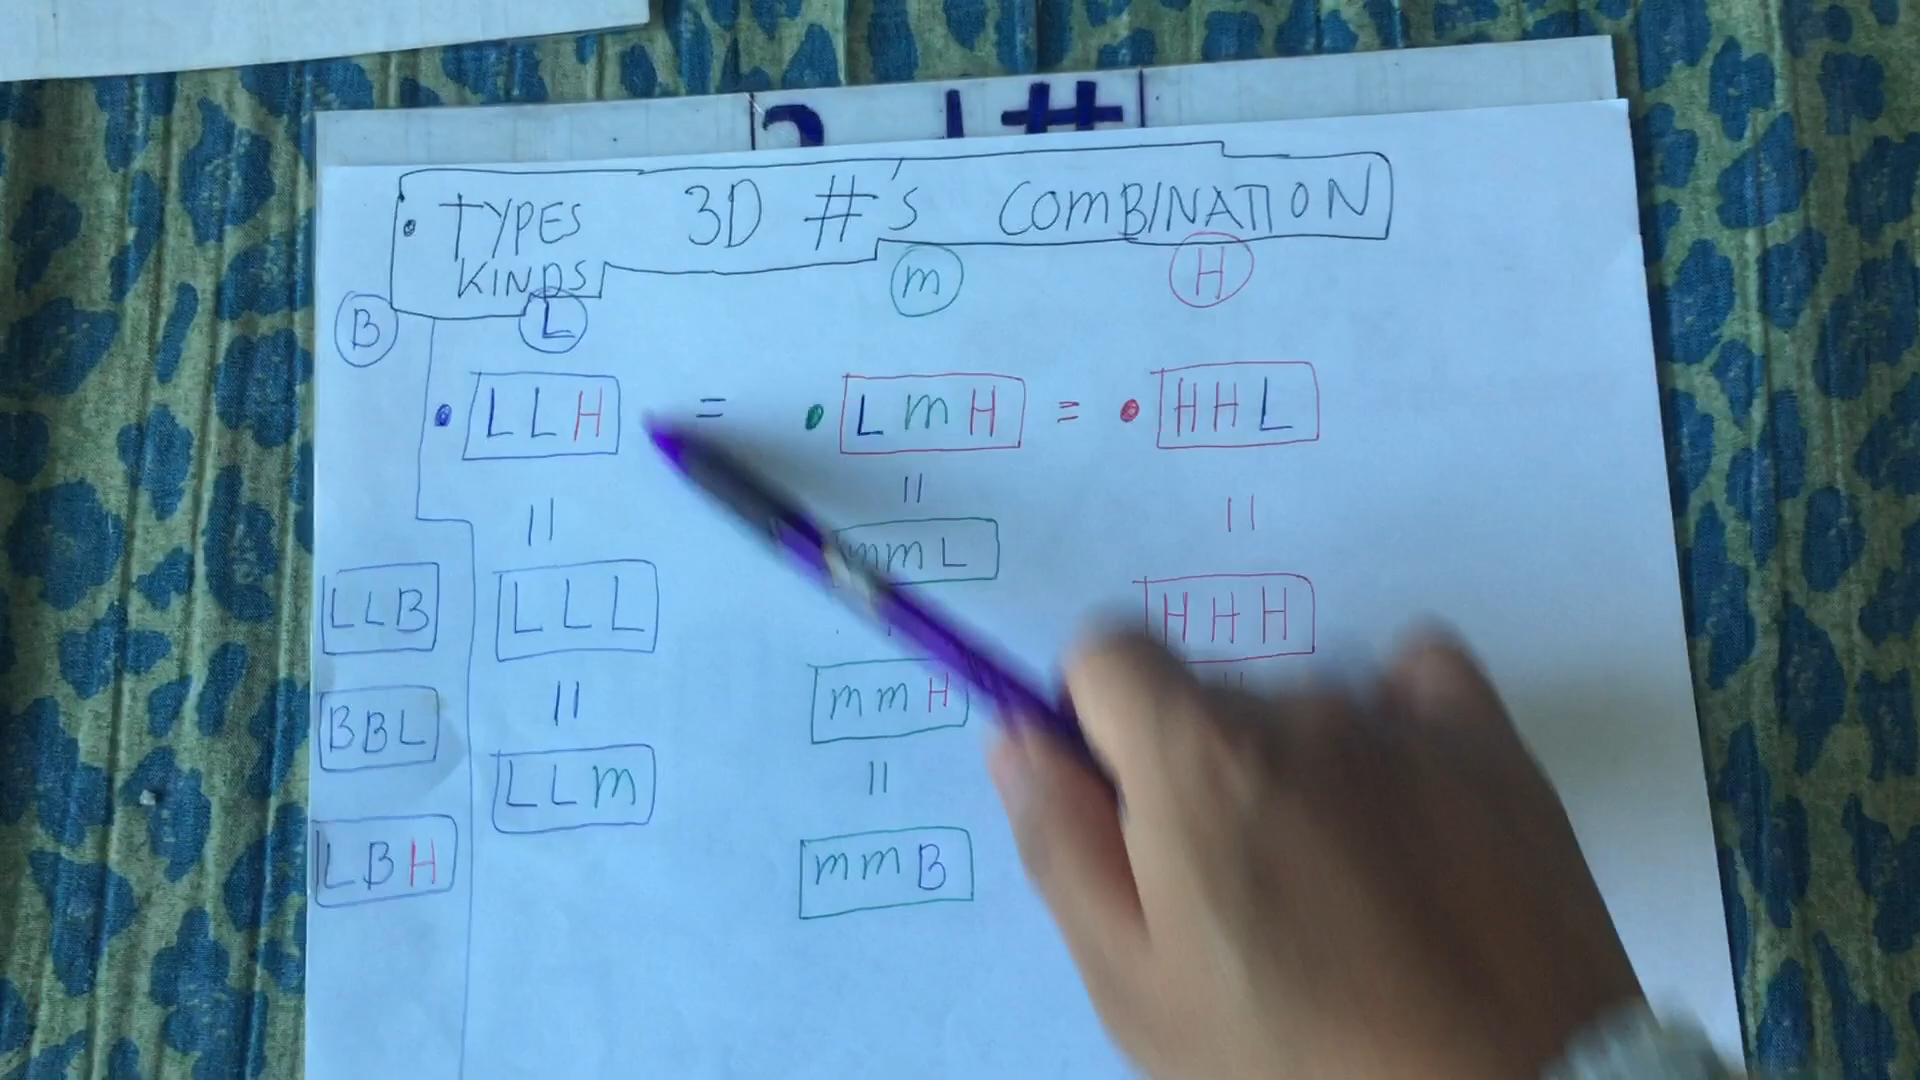 • TYPES 3D #'s COMBINATION
KINDS
B L m H
• LLH = • LmH = • HHL
LLB LLL mmL HHH
BBL mmH
LLm
LBH mmB